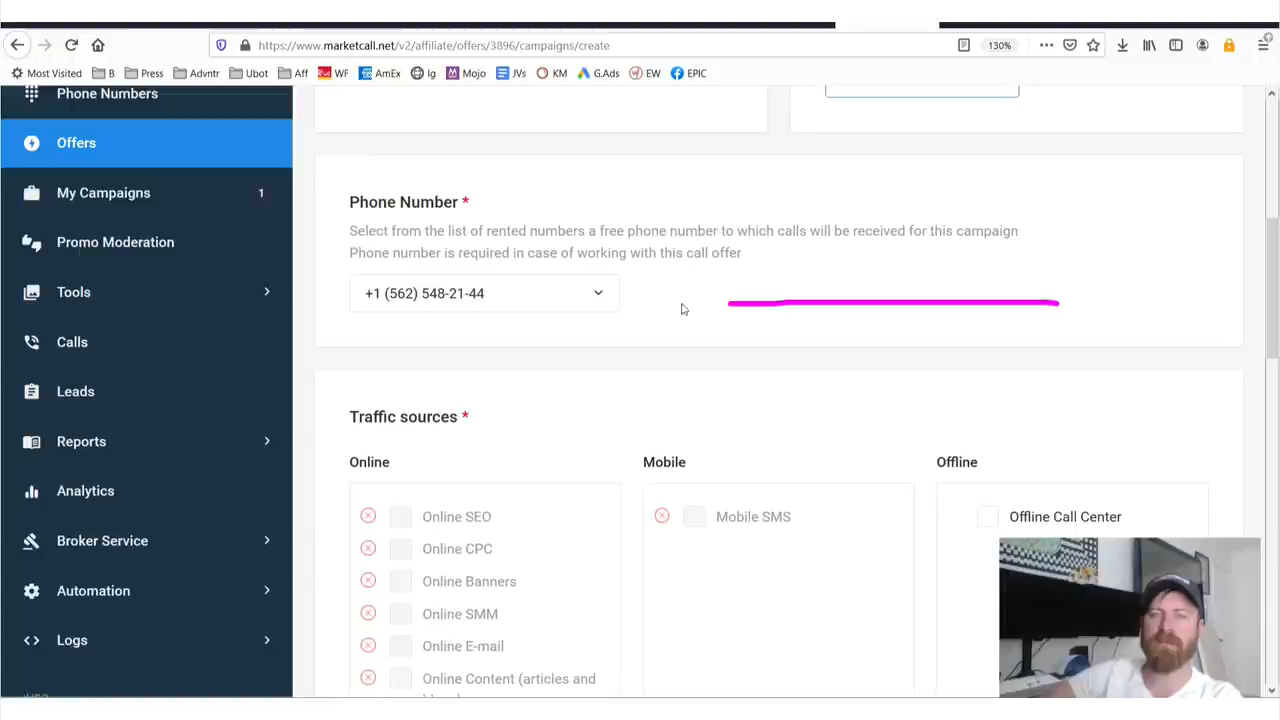 https://www.marketcall.net/v2/affiliate/offers/3896/campaigns/create
130%
Most Visited B Press Advntr Ubot Aff WF AmEx Ig Mojo JVs KM G.Ads EW EPIC
Phone Numbers
Offers
My Campaigns 1
Promo Moderation
Tools
Calls
Leads
Reports
Analytics
Broker Service
Automation
Logs
Phone Number *
Select from the list of rented numbers a free phone number to which calls will be received for this campaign
Phone number is required in case of working with this call offer
+1 (562) 548-21-44
Traffic sources *
Online
Online SEO
Online CPC
Online Banners
Online SMM
Online E-mail
Online Content (articles and
Mobile
Mobile SMS
Offline
Offline Call Center